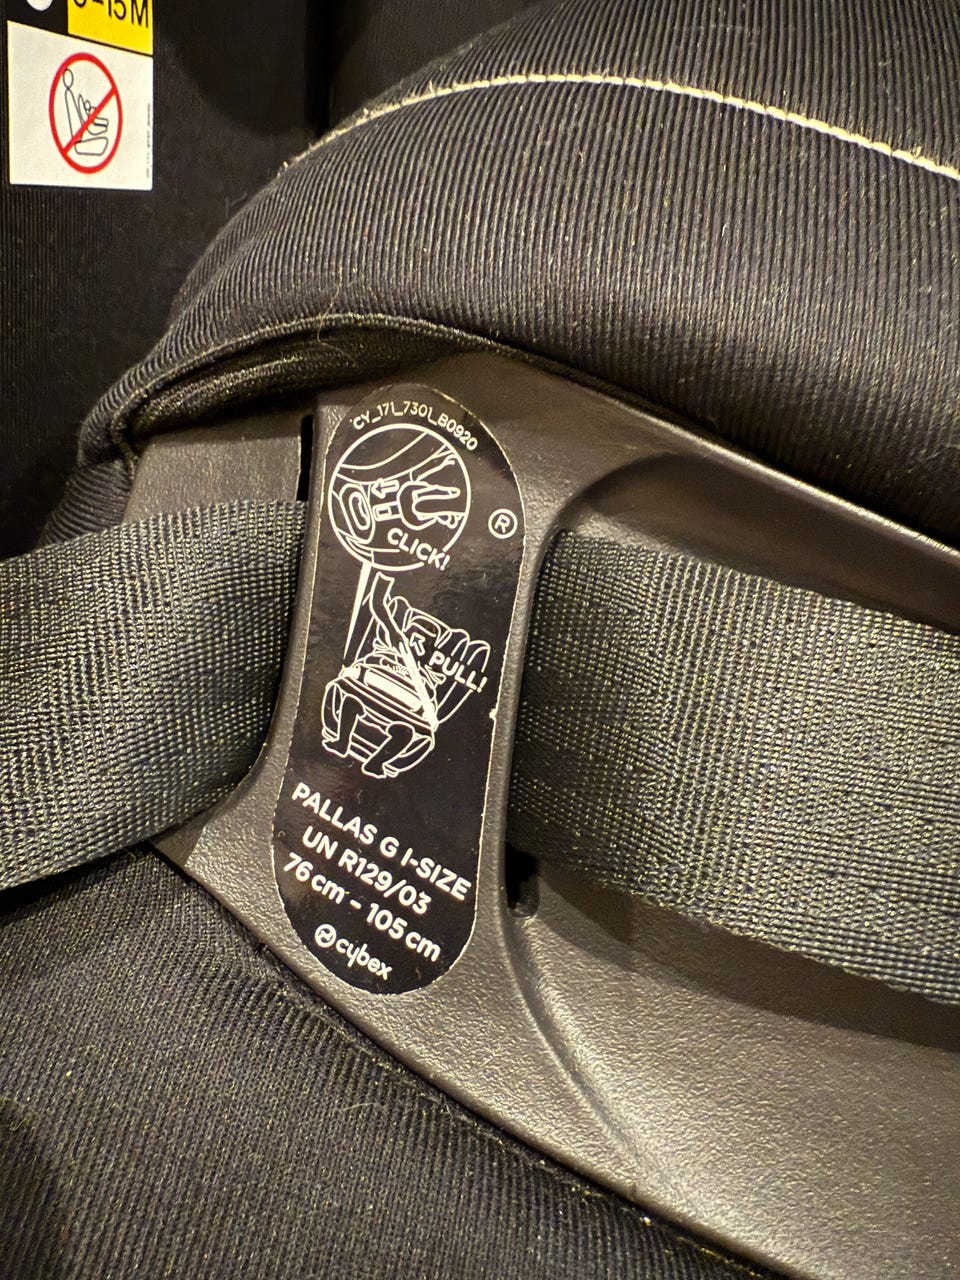 CY_171_7301_B0920
®
CLICK!
PULL!
PALLAS G I-SIZE
UN R129/03
76 cm - 105 cm
cybex